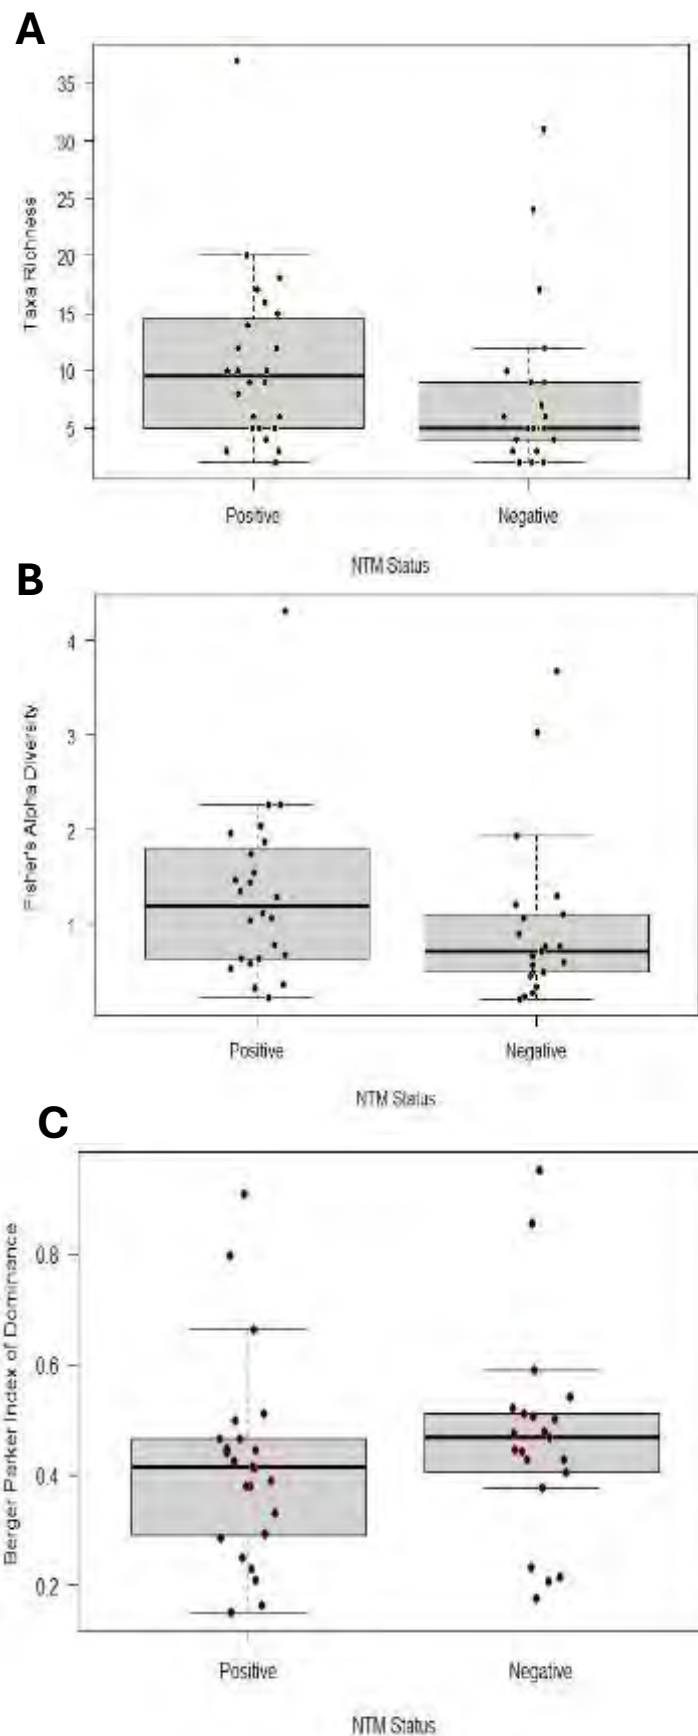 A
35
30
25
20
15
10
5
Taxa Richness
Positive Negative
NTM Status
B
4
3
2
1
Fisher's Alpha Diversity
Positive Negative
NTM Status
C
0.8
0.6
0.4
0.2
Berger Parker Index of Dominance
Positive Negative
NTM Status